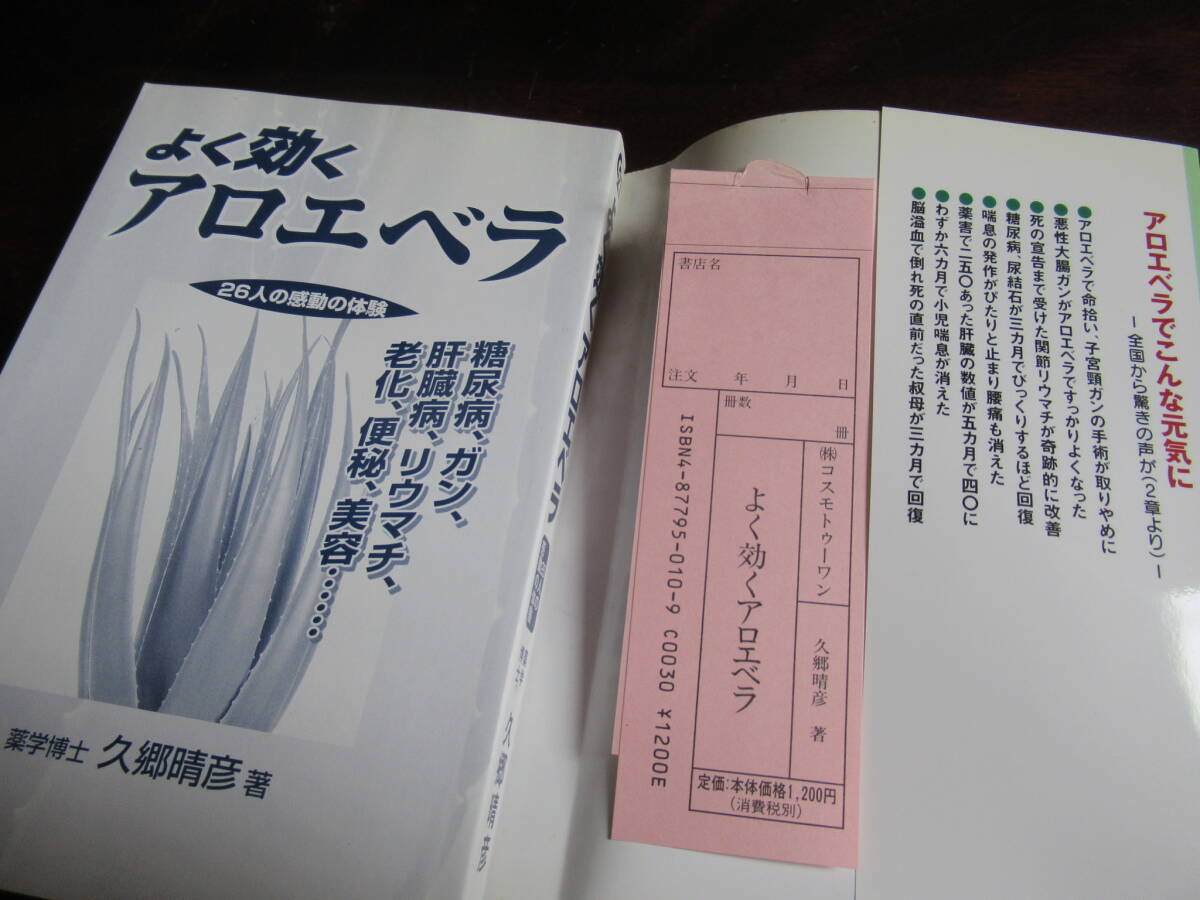 よく効く
アロエベラ
26人の感動の体験
糖尿病、ガン、
肝臓病、リウマチ、
老化、便秘、美容……
薬学博士 久郷晴彦 著
久郷晴彦
書店名
注文 年 月 日
冊数 冊
㈱コスモトゥーワン
よく効くアロエベラ
久郷晴彦 著
定価:本体価格1,200円
(消費税別)
ISBN4-87795-010-9 C0030 ¥1200E
アロエベラでこんな元気に
―全国から驚きの声が(2章より)―
●アロエベラで命拾い、子宮頸ガンの手術が取りやめに
●悪性大腸ガンがアロエベラですっかりよくなった
●死の宣告まで受けた関節リウマチが奇跡的に改善
●糖尿病、尿結石が三カ月でびっくりするほど回復
●喘息の発作がぴたりと止まり腰痛も消えた
●薬害で二五〇あった肝臓の数値が五カ月で四〇に
●わずか六カ月で小児喘息が消えた
●脳溢血で倒れ死の直前だった叔母が三カ月で回復